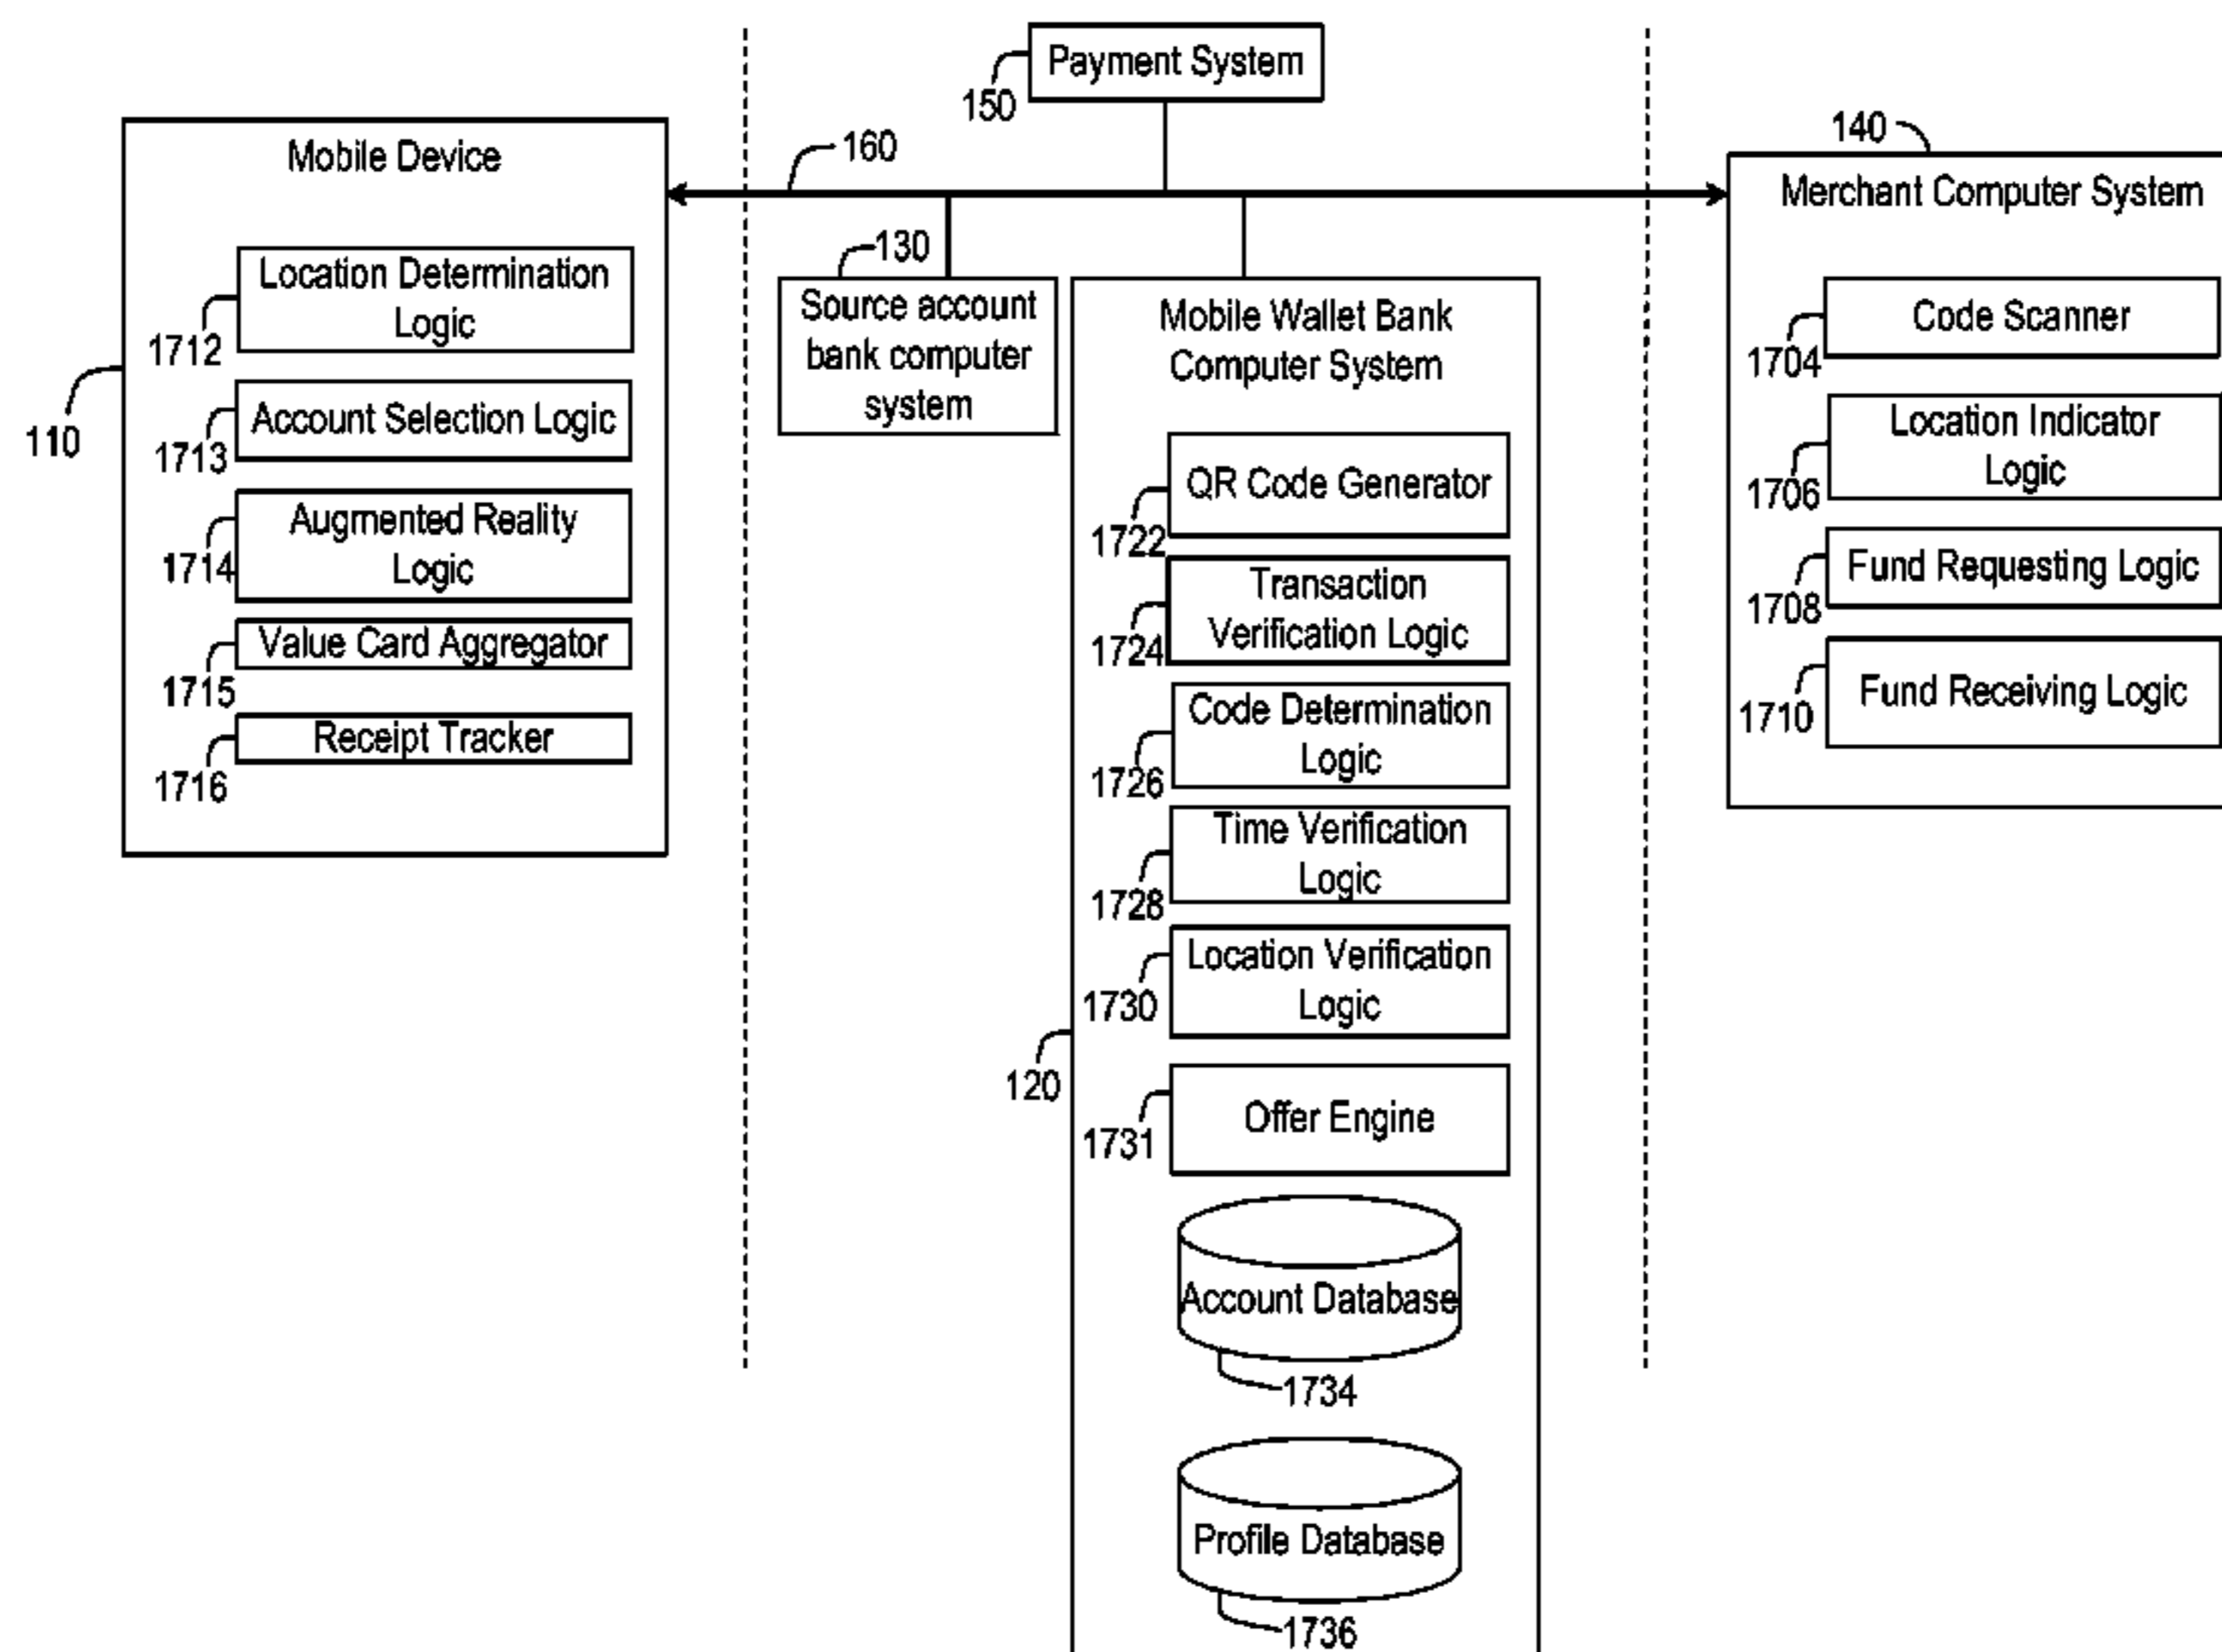 Payment System
150
160
Mobile Device
Location Determination
Logic
1712
Account Selection Logic
1713
110
Augmented Reality
Logic
1714
Value Card Aggregator
1715
Receipt Tracker
1716
130
Source account
bank computer
system
Mobile Wallet Bank
Computer System
QR Code Generator
1722
Transaction
Verification Logic
1724
Code Determination
Logic
1726
Time Verification
Logic
1728
Location Verification
Logic
1730
120
Offer Engine
1731
Account Database
1734
Profile Database
1736
140
Merchant Computer System
Code Scanner
1704
Location Indicator
Logic
1706
Fund Requesting Logic
1708
Fund Receiving Logic
1710